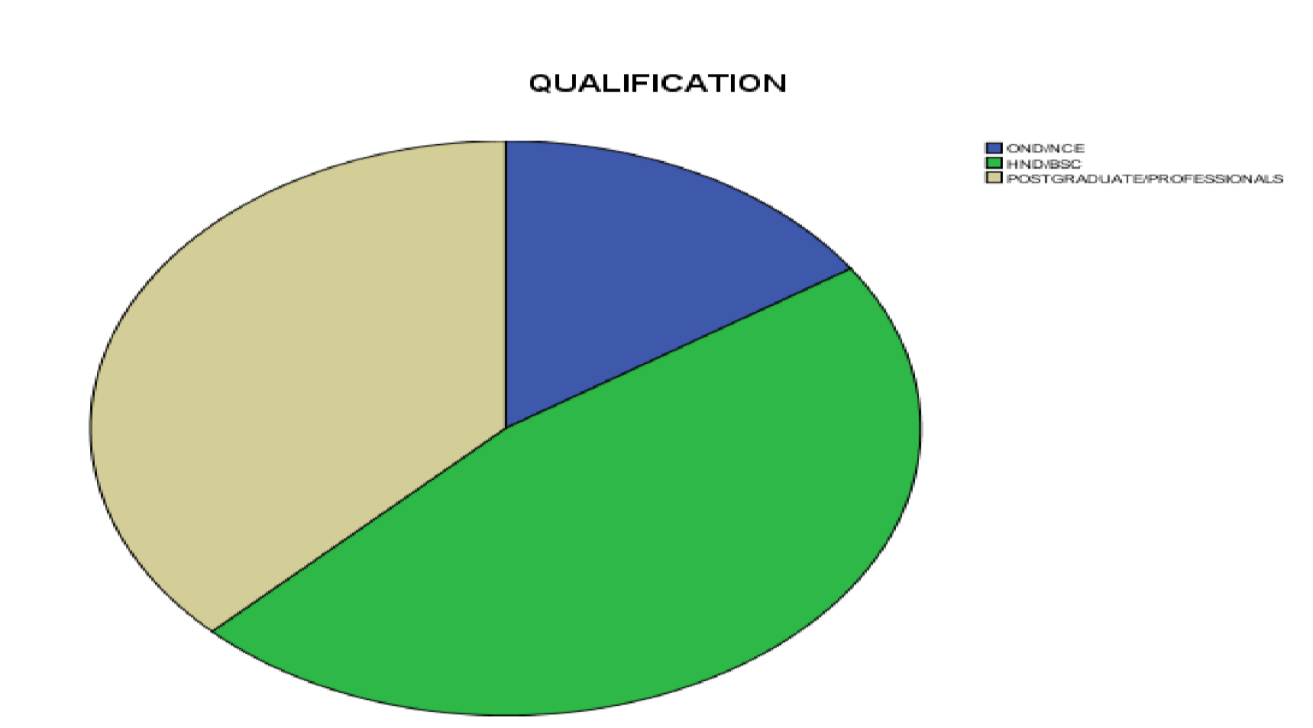 QUALIFICATION
OND/NCE
HND/BSC
POSTGRADUATE/PROFESSIONALS